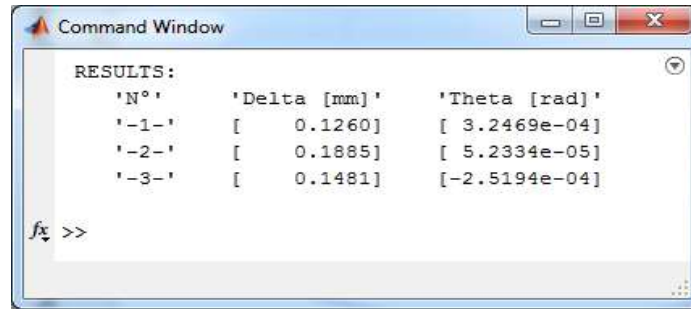 Command Window
RESULTS:
'N°' 'Delta [mm]' 'Theta [rad]'
'-1-' [ 0.1260] [ 3.2469e-04]
'-2-' [ 0.1885] [ 5.2334e-05]
'-3-' [ 0.1481] [-2.5194e-04]
fx >>